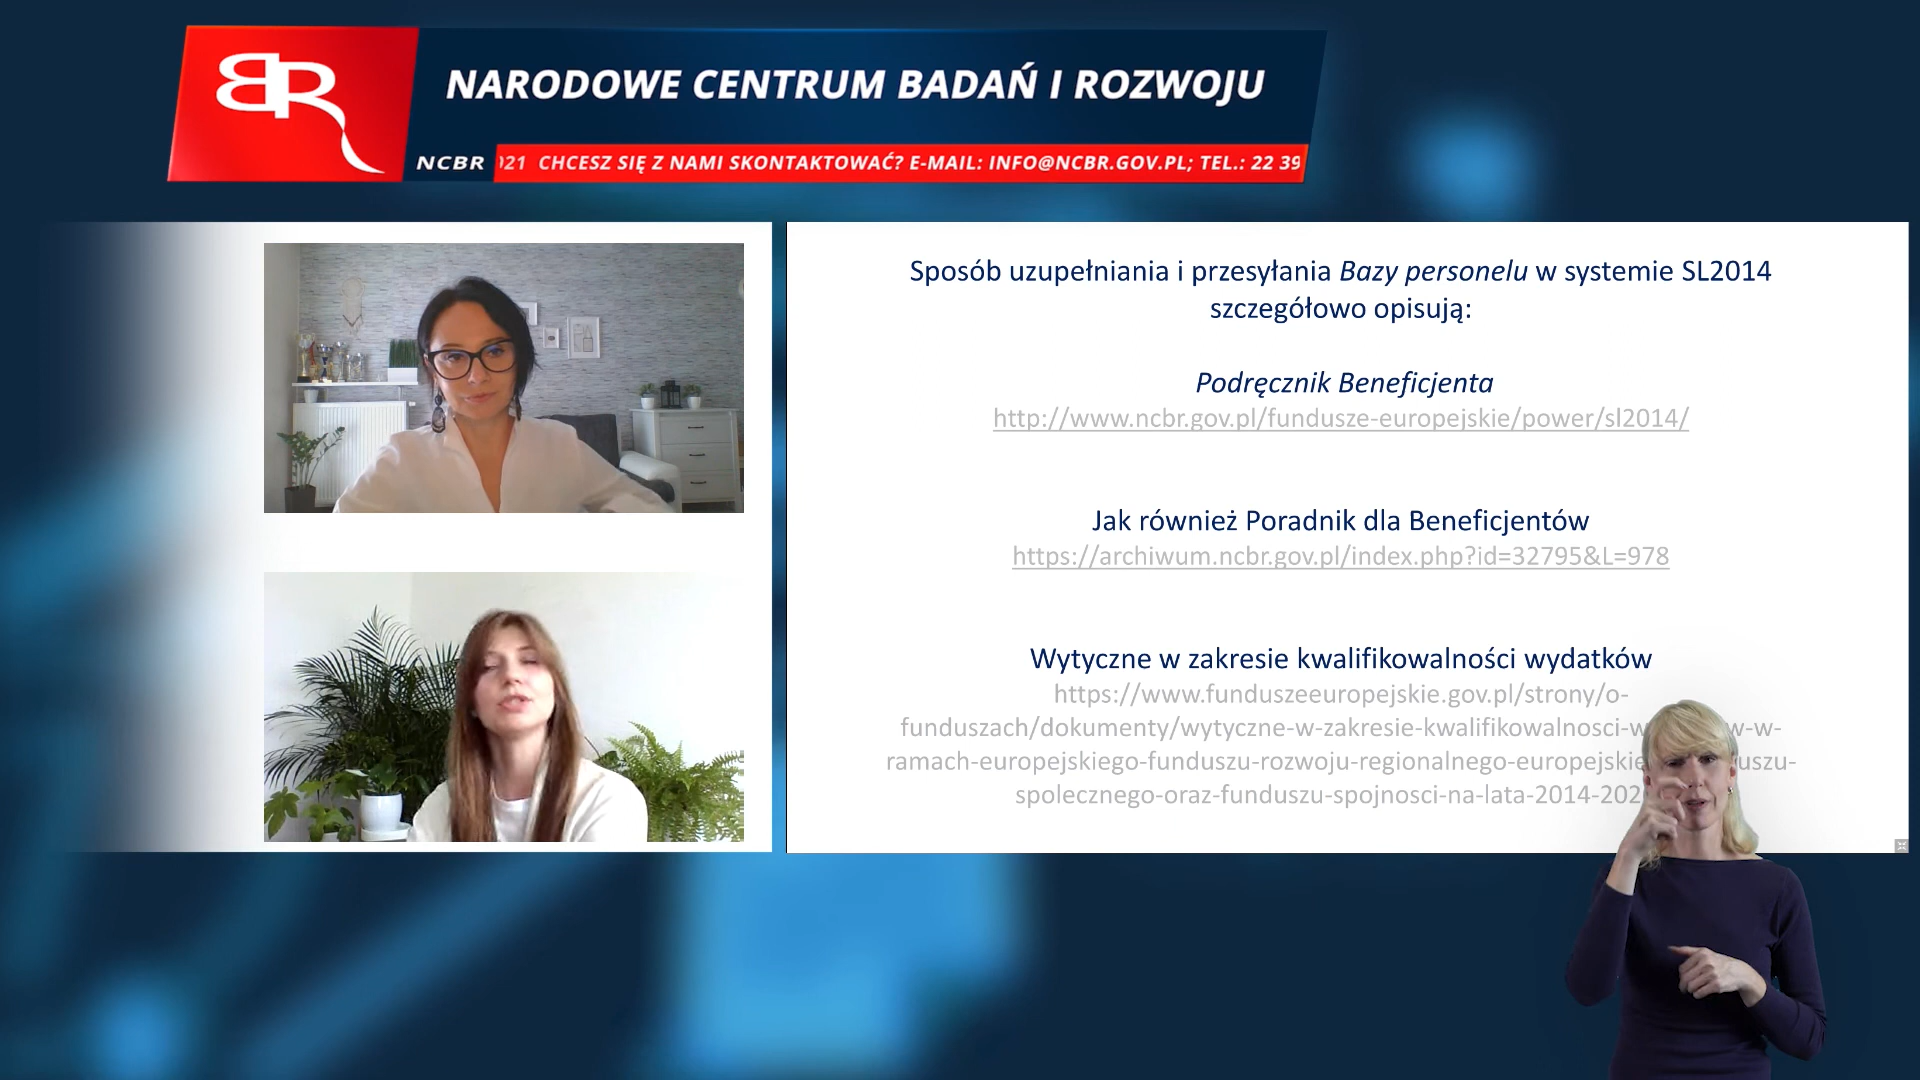 BR
NARODOWE CENTRUM BADAŃ I ROZWOJU
NCBR
021 CHCESZ SIĘ Z NAMI SKONTAKTOWAĆ? E-MAIL: INFO@NCBR.GOV.PL; TEL.: 22 39
Sposób uzupełniania i przesyłania Bazy personelu w systemie SL2014
szczegółowo opisują:
Podręcznik Beneficjenta
http://www.ncbr.gov.pl/fundusze-europejskie/power/sl2014/
Jak również Poradnik dla Beneficjentów
https://archiwum.ncbr.gov.pl/index.php?id=32795&L=978
Wytyczne w zakresie kwalifikowalności wydatków
https://www.funduszeeuropejskie.gov.pl/strony/o-
funduszach/dokumenty/wytyczne-w-zakresie-kwalifikowalnosci-w w-w-
ramach-europejskiego-funduszu-rozwoju-regionalnego-europejskie uszu-
spolecznego-oraz-funduszu-spojnosci-na-lata-2014-202